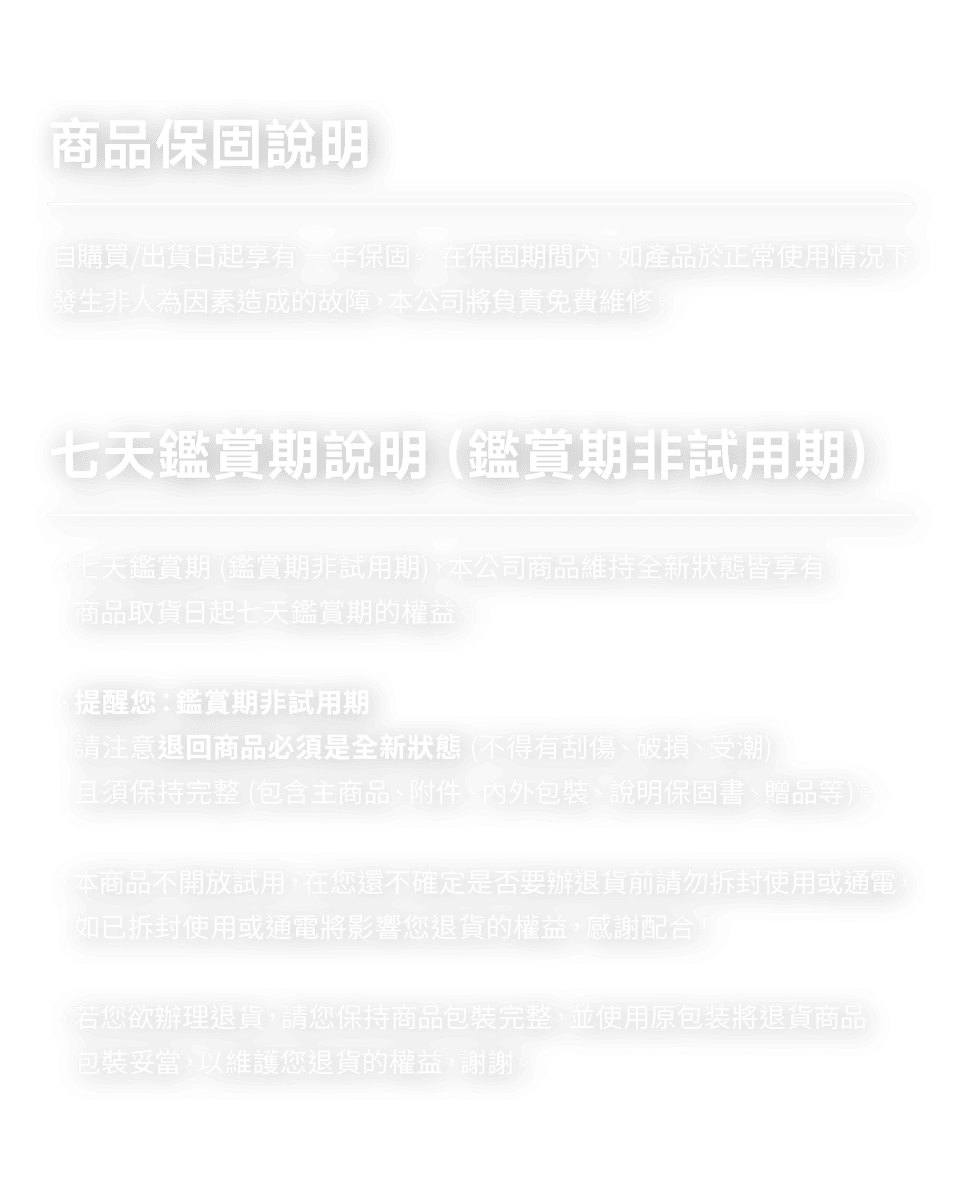 商品保固說明
自購買/出貨日起享有 一年保固。 在保固期間內，如產品於正常使用情況下
發生非人為因素造成的故障，本公司將負責免費維修。
七天鑑賞期說明 (鑑賞期非試用期)
· 七天鑑賞期 (鑑賞期非試用期)，本公司商品維持全新狀態皆享有
商品取貨日起七天鑑賞期的權益。
· 提醒您：鑑賞期非試用期
請注意退回商品必須是全新狀態 (不得有刮傷、破損、受潮)
且須保持完整 (包含主商品、附件、內外包裝、說明保固書、贈品等)
· 本商品不開放試用，在您還不確定是否要辦退貨前請勿拆封使用或通電，
如已拆封使用或通電將影響您退貨的權益，感謝配合！
· 若您欲辦理退貨，請您保持商品包裝完整，並使用原包裝將退貨商品
包裝妥當，以維護您退貨的權益，謝謝。